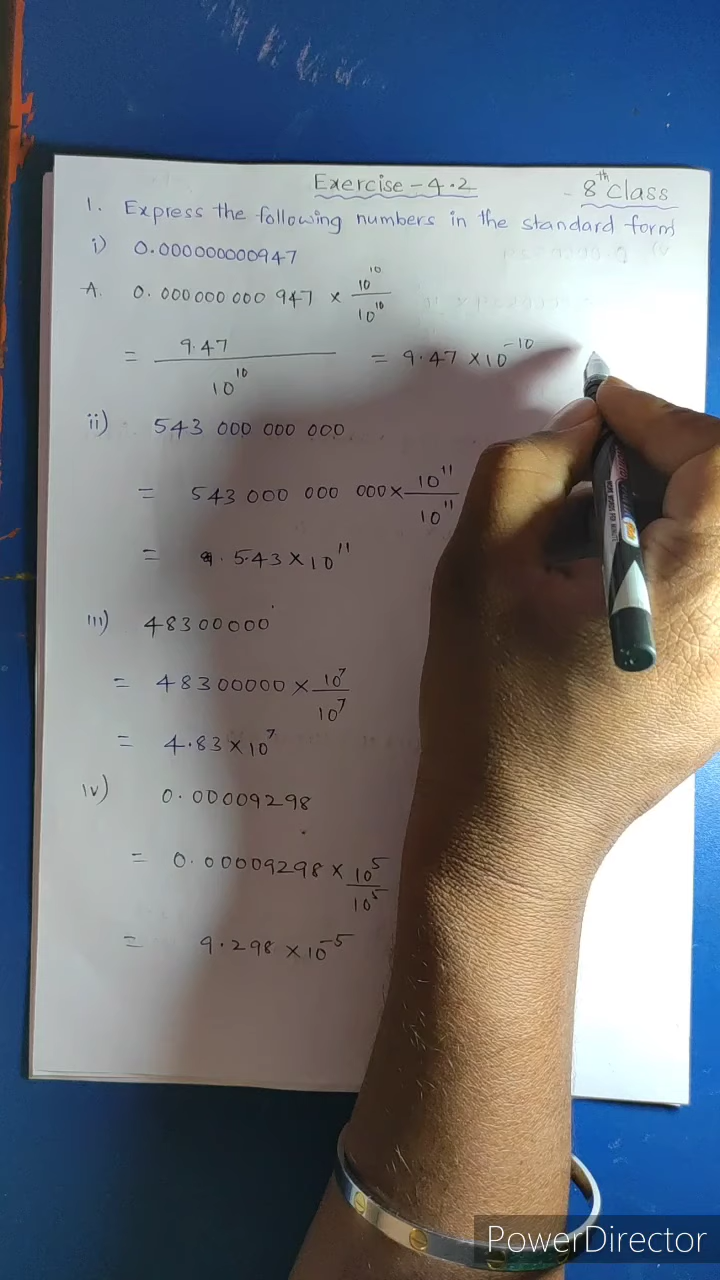 Exercise - 4.2 - 8th Class
1. Express the following numbers in the standard form
i) 0.000000000947
A. 0.000000000 947 × 10^10/10^10
= 9.47/10^10 = 9.47 × 10^-10
ii) 543 000 000 000
= 543 000 000 000 × 10^11/10^11
= 5.43 × 10^11
iii) 48300000
= 48300000 × 10^7/10^7
= 4.83 × 10^7
iv) 0.00009298
= 0.00009298 × 10^5/10^5
= 9.298 × 10^-5
PowerDirector